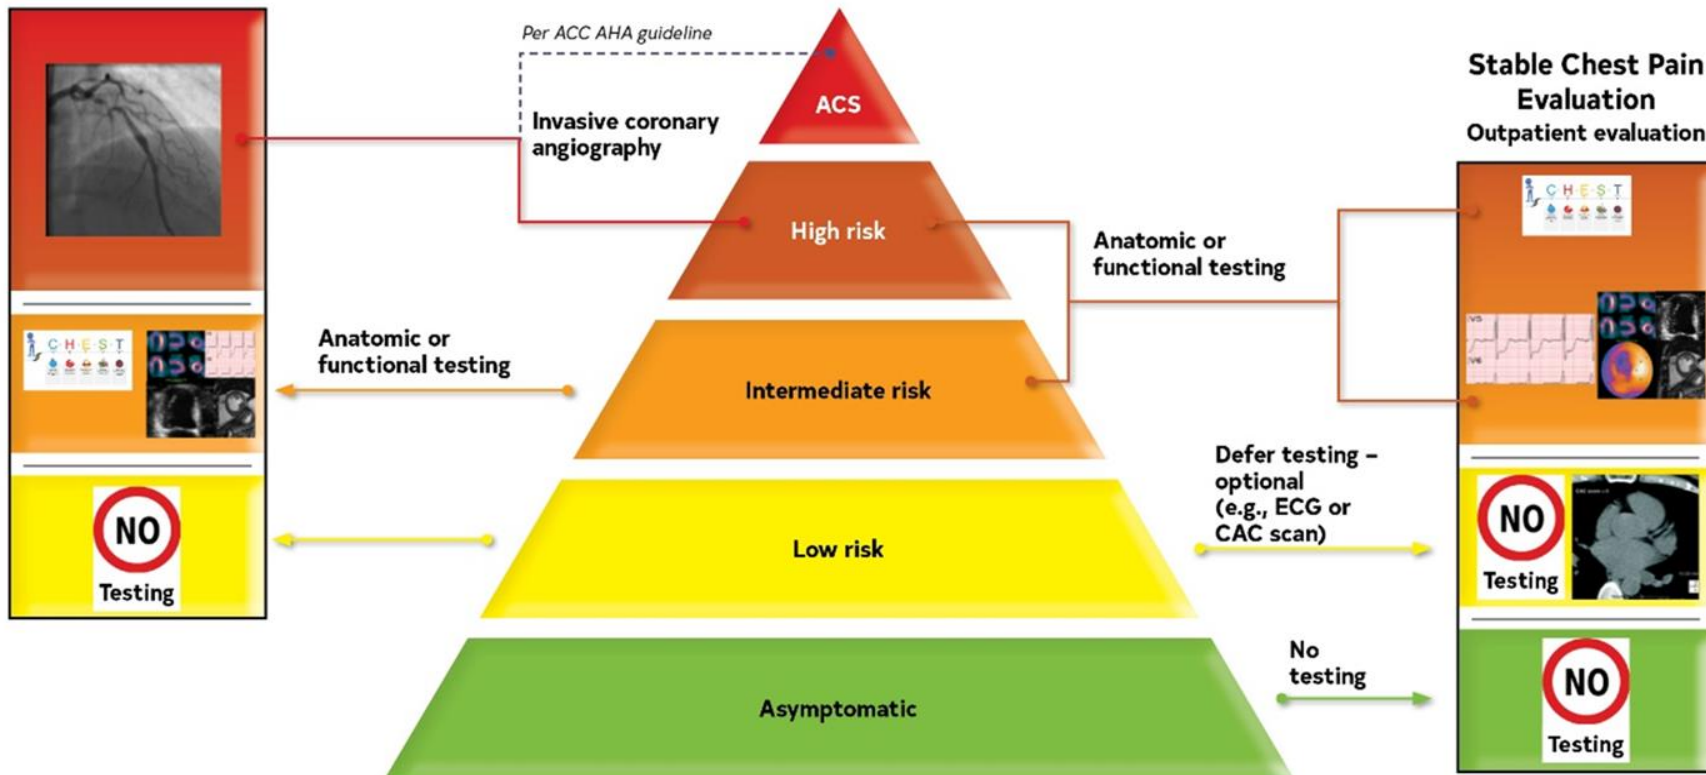 Per ACC AHA guideline
Invasive coronary
angiography
ACS
High risk
Intermediate risk
Low risk
Asymptomatic
C·H·E·S·T
Anatomic or
functional testing
NO
Testing
Stable Chest Pain
Evaluation
Outpatient evaluation
Anatomic or
functional testing
C·H·E·S·T
V5
V6
Defer testing –
optional
(e.g., ECG or
CAC scan)
NO
Testing
No
testing
NO
Testing